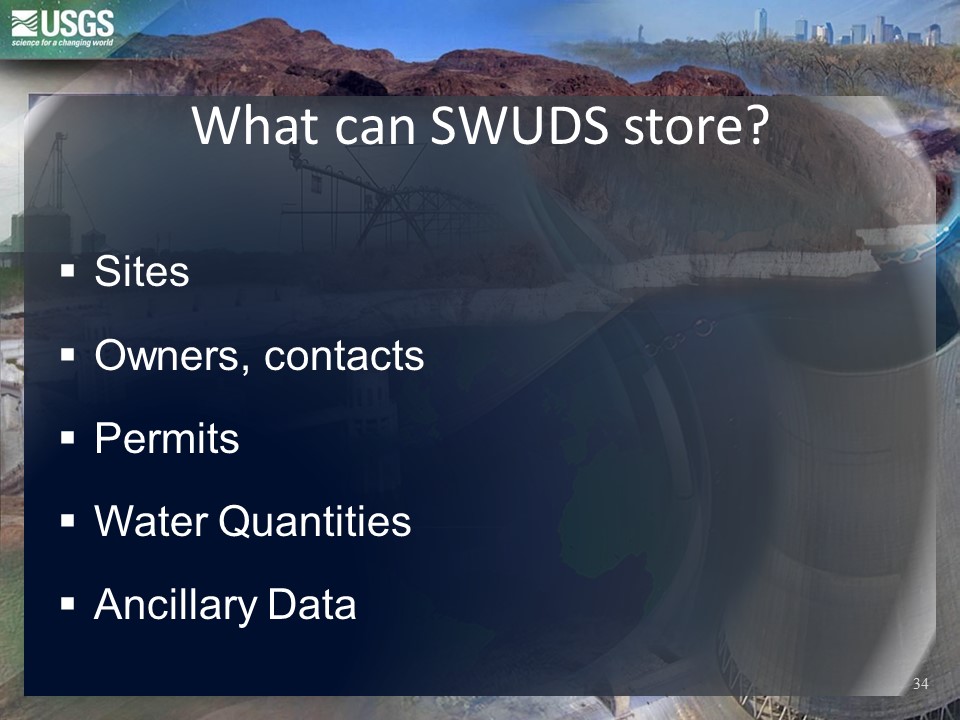 USGS
science for a changing world
What can SWUDS store?
▪ Sites
▪ Owners, contacts
▪ Permits
▪ Water Quantities
▪ Ancillary Data
34